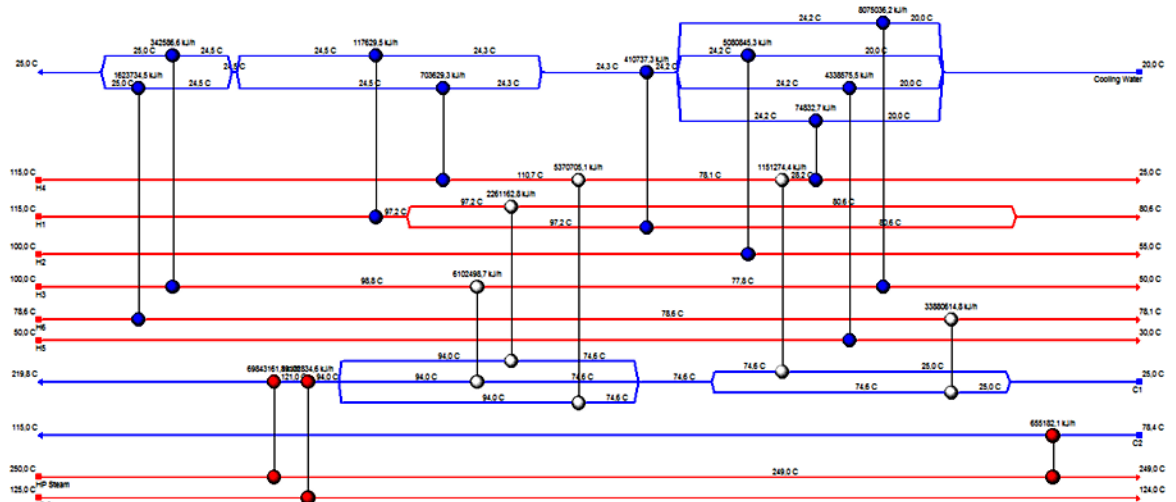 8075036,2 kJ/h
24,2 C 20,0 C
342586,6 kJ/h 117629,5 kJ/h 5080845,3 kJ/h
25,0 C 24,5 C 24,5 C 24,3 C 24,2 C 20,0 C
25,0 C 24,3 C 410737,3 kJ/h 24,2 C 20,0 C
Cooling Water
1623734,5 kJ/h 703629,3 kJ/h 4338575,5 kJ/h
25,0 C 24,5 C 24,5 C 24,3 C 24,2 C 20,0 C
74832,7 kJ/h
24,2 C 20,0 C
5370705,1 kJ/h 1151274,4 kJ/h
115,0 C 110,7 C 78,1 C 28,2 C 25,0 C
H4
2261162,8 kJ/h
97,2 C 80,6 C
115,0 C 97,2 C 80,6 C
H1
97,2 C 80,6 C
100,0 C 55,0 C
H2
6102498,7 kJ/h
100,0 C 98,8 C 77,8 C 50,0 C
H3
33880614,8 kJ/h
78,6 C 78,6 C 78,1 C
H6
50,0 C 30,0 C
H5
94,0 C 74,6 C
69843161,
219,8 C 121,0 94,0 C 94,0 C 74,6 C 74,6 C 74,6 C 25,0 C 25,0 C
C1
94,0 C 74,6 C 74,6 C 25,0 C
655182,1 kJ/h
115,0 C 78,4 C
C2
250,0 C 249,0 C 249,0 C
HP Steam
125,0 C 124,0 C